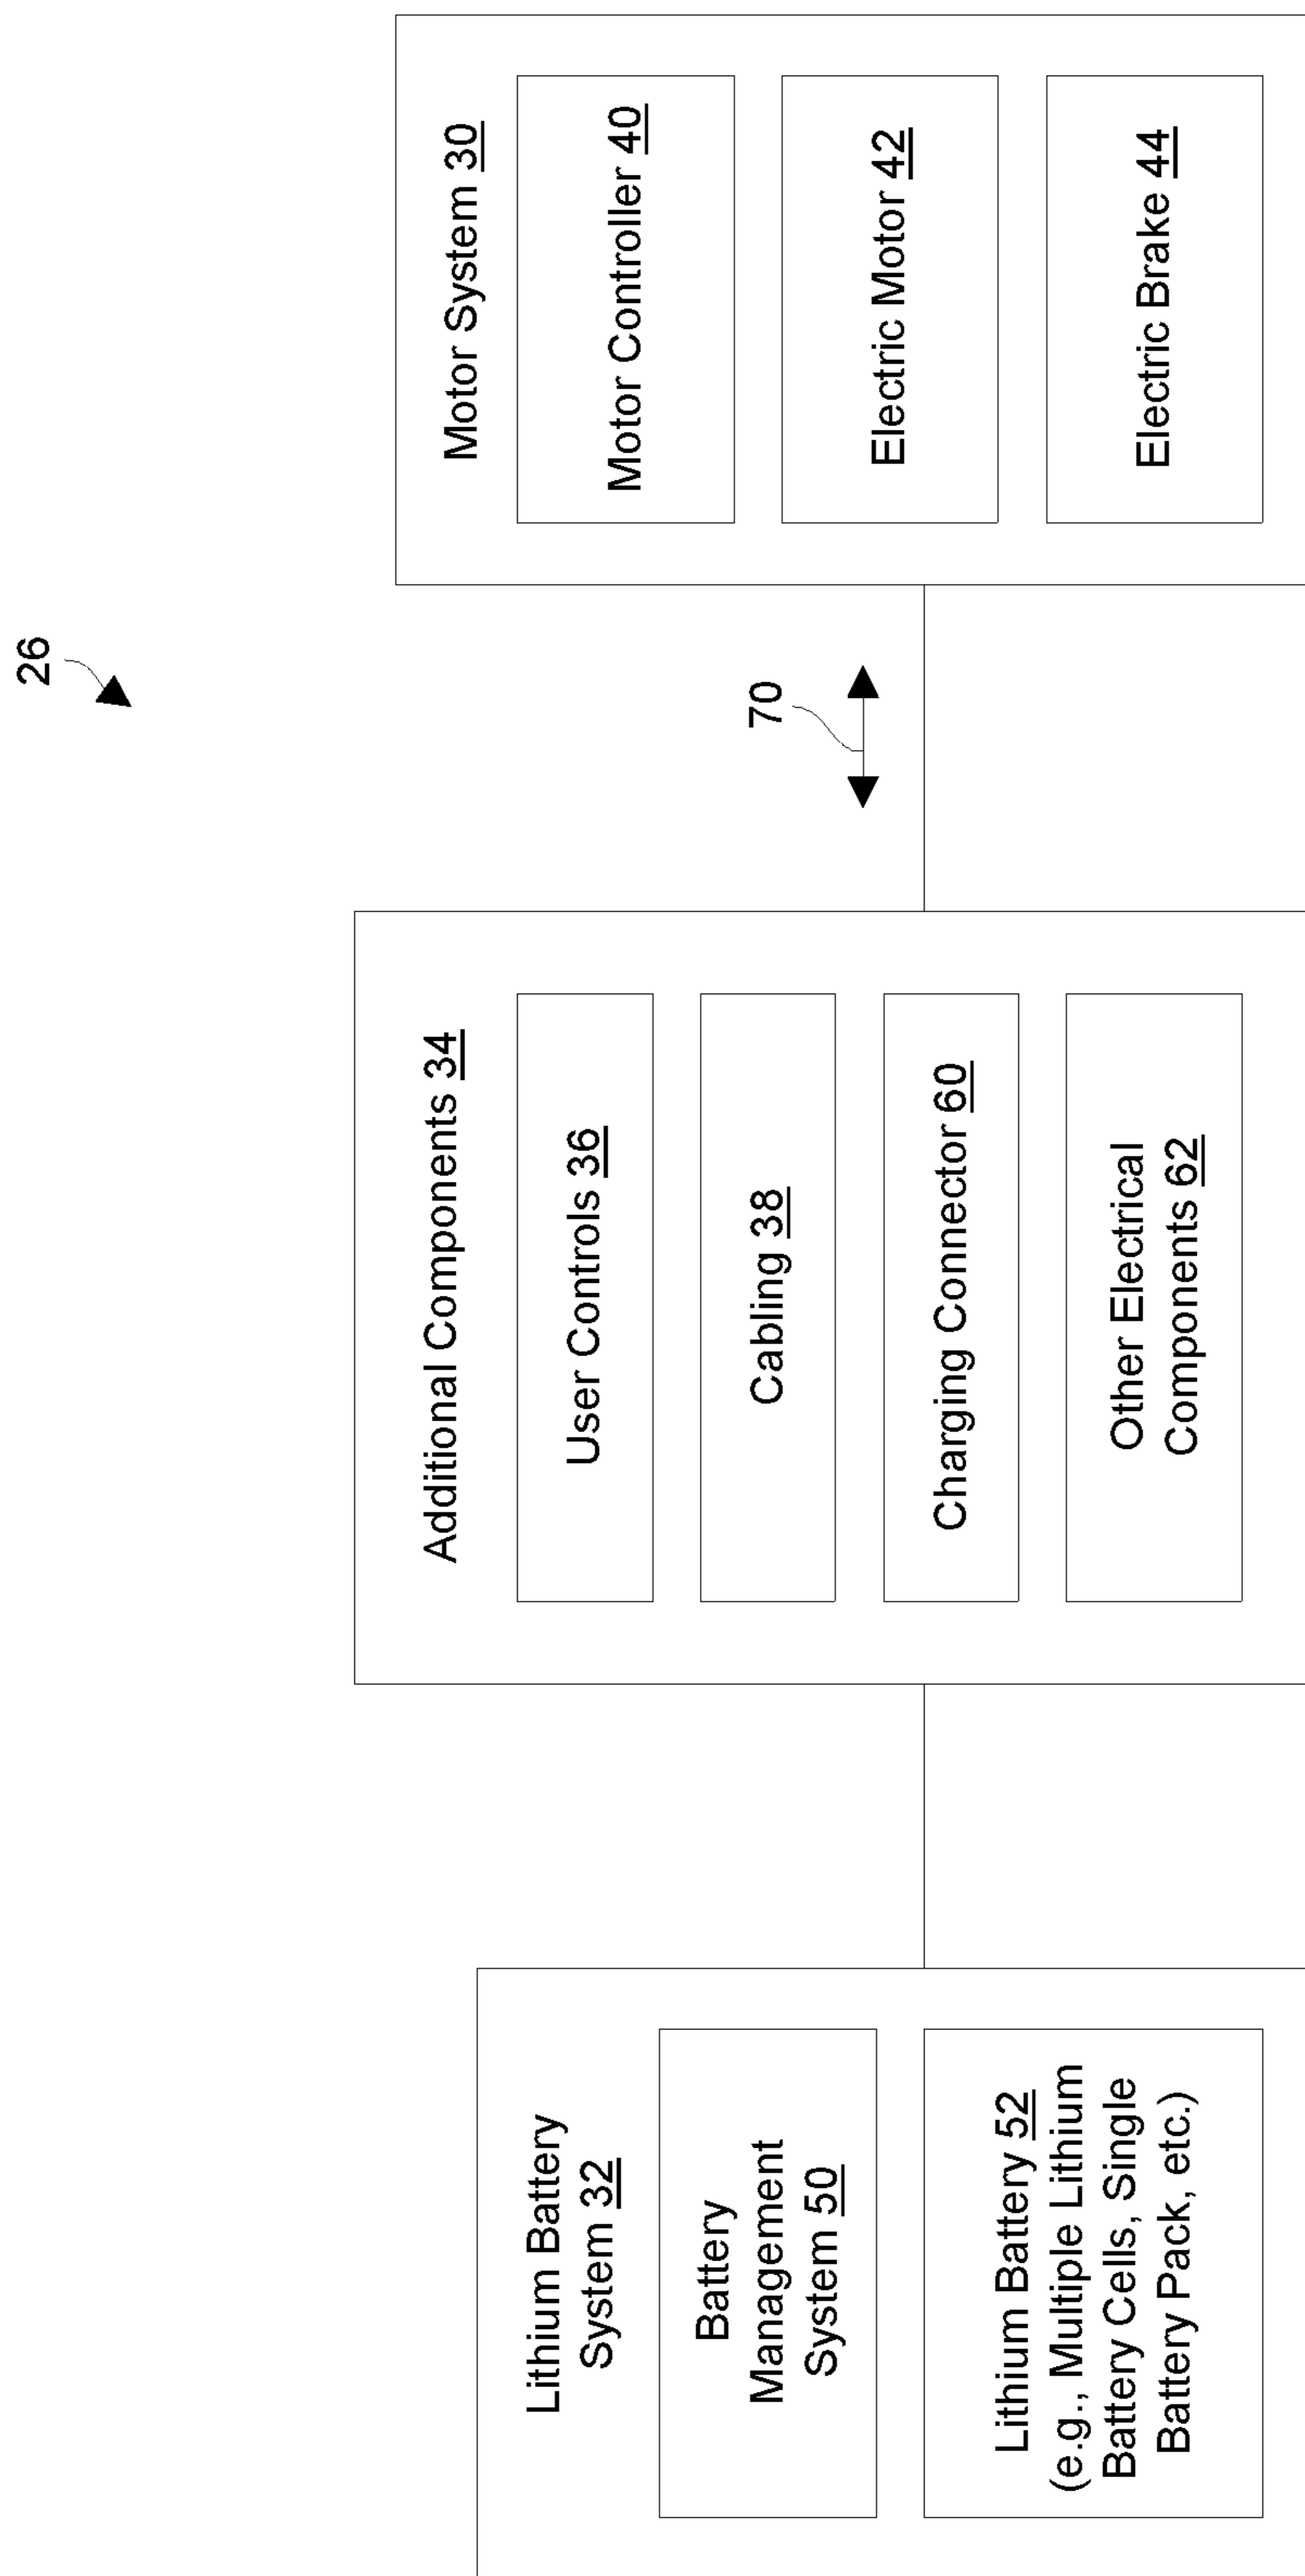 26
Lithium Battery
System 32
Battery
Management
System 50
Lithium Battery 52
(e.g., Multiple Lithium
Battery Cells, Single
Battery Pack, etc.)
Additional Components 34
User Controls 36
Cabling 38
Charging Connector 60
Other Electrical
Components 62
70
Motor System 30
Motor Controller 40
Electric Motor 42
Electric Brake 44